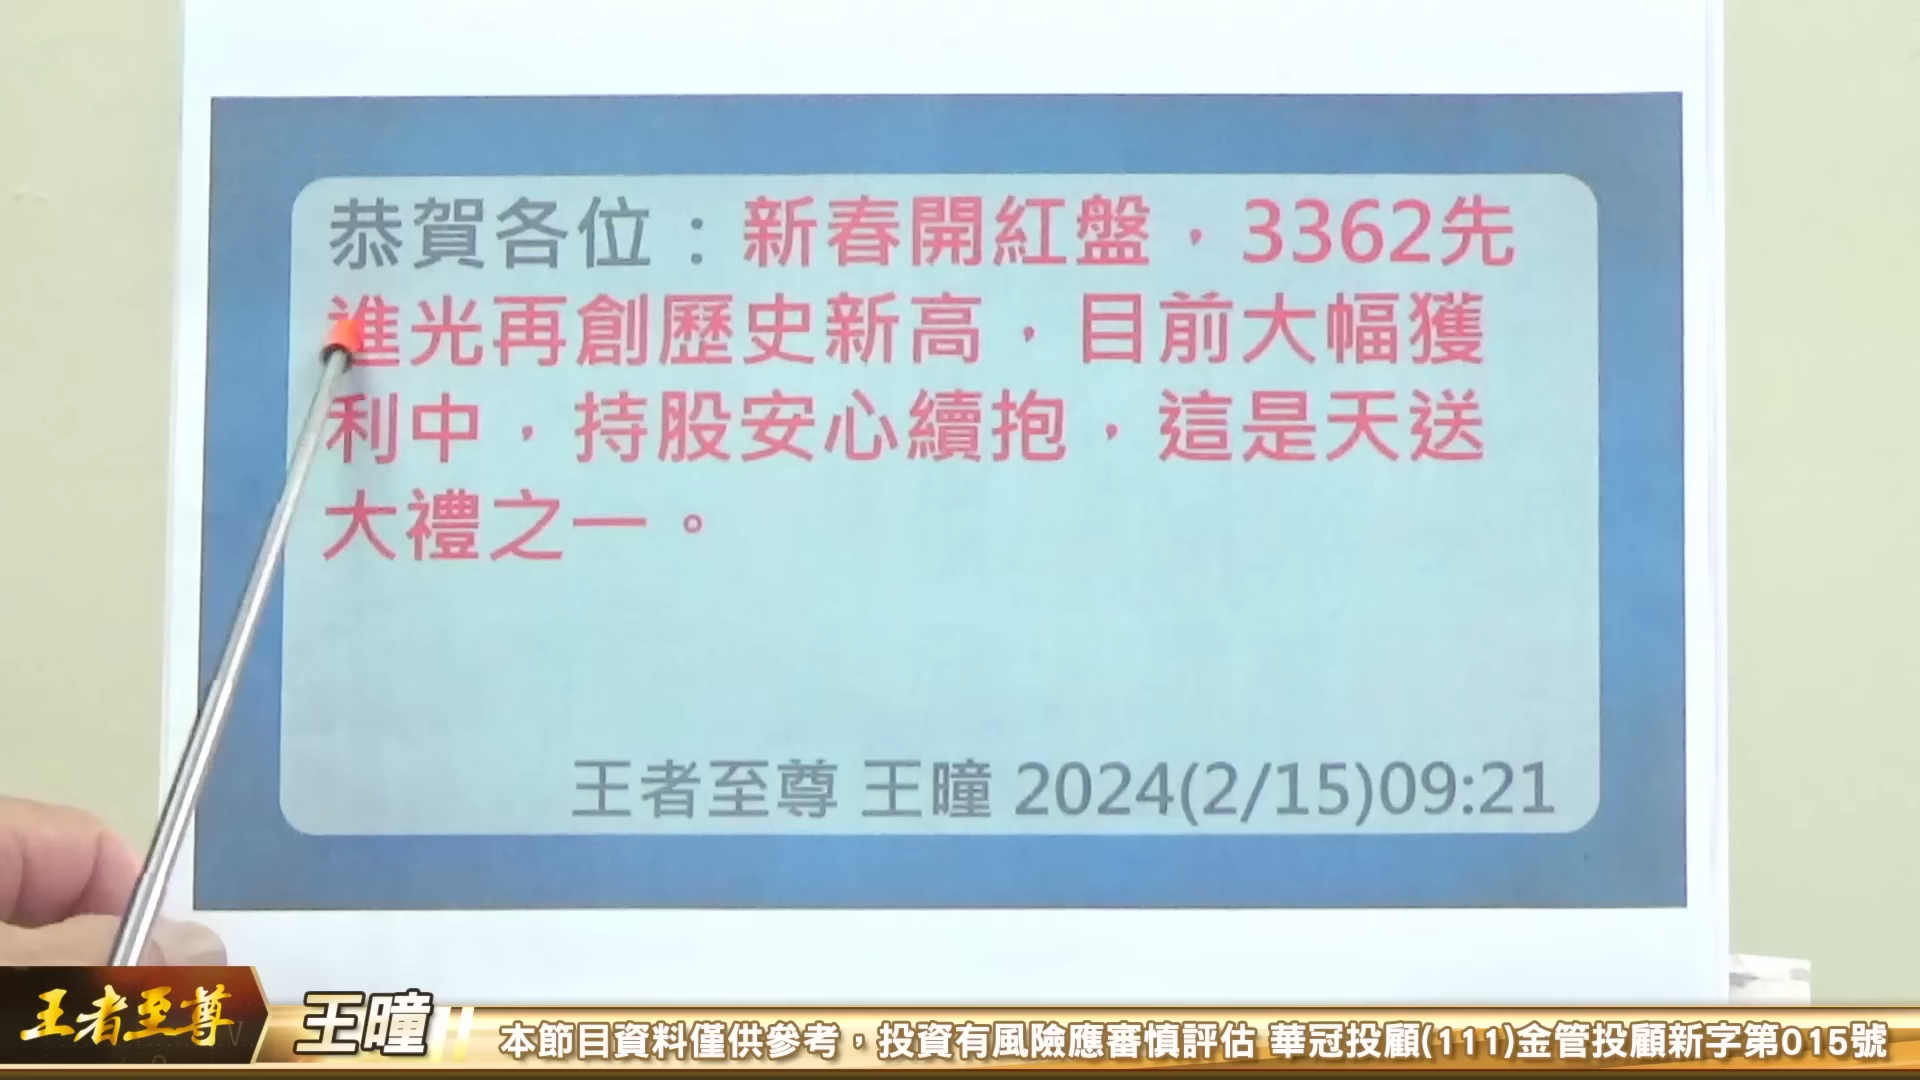 恭賀各位：新春開紅盤，3362先
進光再創歷史新高，目前大幅獲
利中，持股安心續抱，這是天送
大禮之一。
王者至尊 王曈 2024(2/15)09:21
王者至尊
王曈
本節目資料僅供參考，投資有風險應審慎評估 華冠投顧(111)金管投顧新字第015號